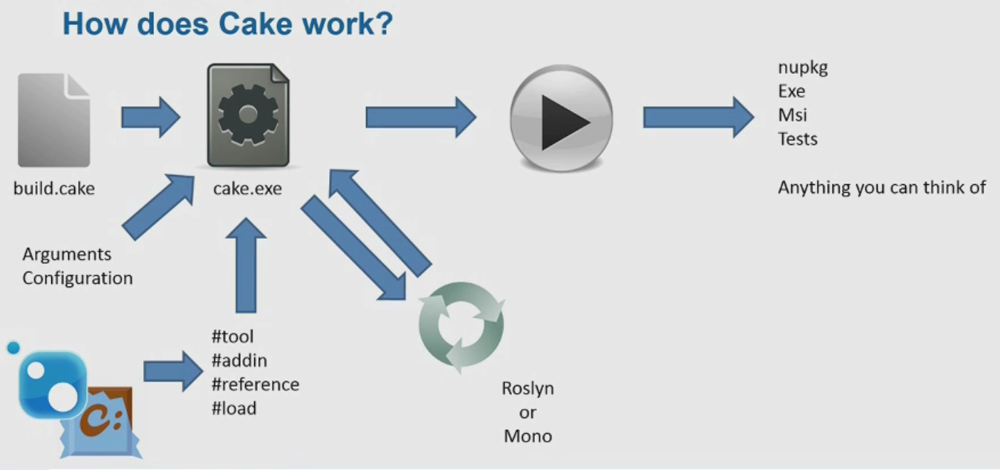 How does Cake work?
build.cake
cake.exe
nupkg
Exe
Msi
Tests
Anything you can think of
Arguments
Configuration
#tool
#addin
#reference
#load
C:
Roslyn
or
Mono